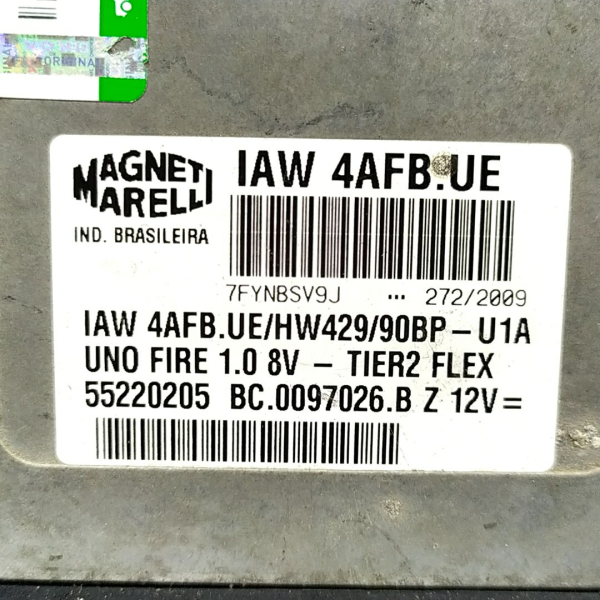 ORIGINAL
MAGNETI
MARELLI
IND. BRASILEIRA
IAW 4AFB.UE
7FYNBSV9J ... 272/2009
IAW 4AFB.UE/HW429/90BP-U1A
UNO FIRE 1.0 8V - TIER2 FLEX
55220205 BC.0097026.B Z 12V=